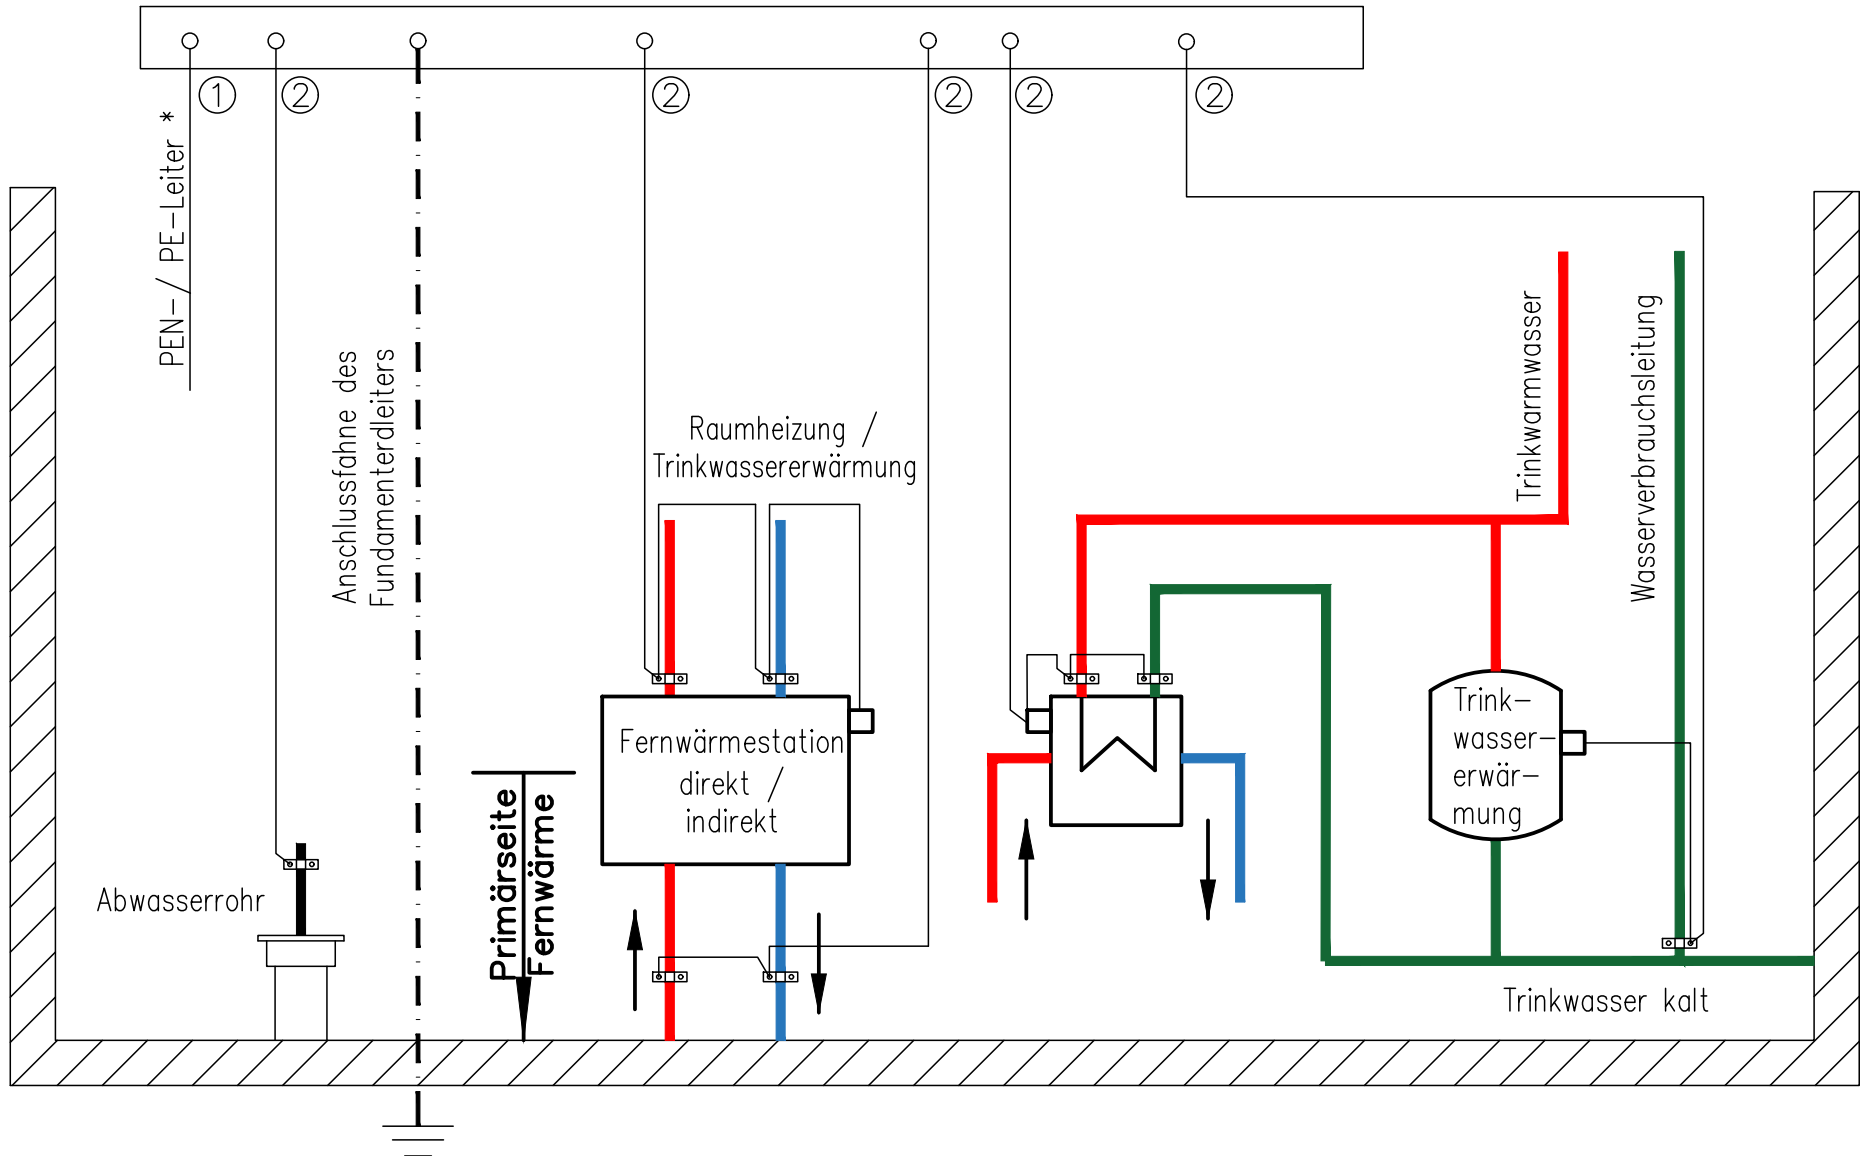 ① ② ② ② ② ②
PEN-/ PE-Leiter *
Anschlussfahne des
Fundamenterdleiters
Raumheizung /
Trinkwassererwärmung
Trinkwarmwasser
Wasserverbrauchsleitung
Fernwärmestation
direkt /
indirekt
Trink-
wasser-
erwär-
mung
Primärseite
Fernwärme
Abwasserrohr
Trinkwasser kalt